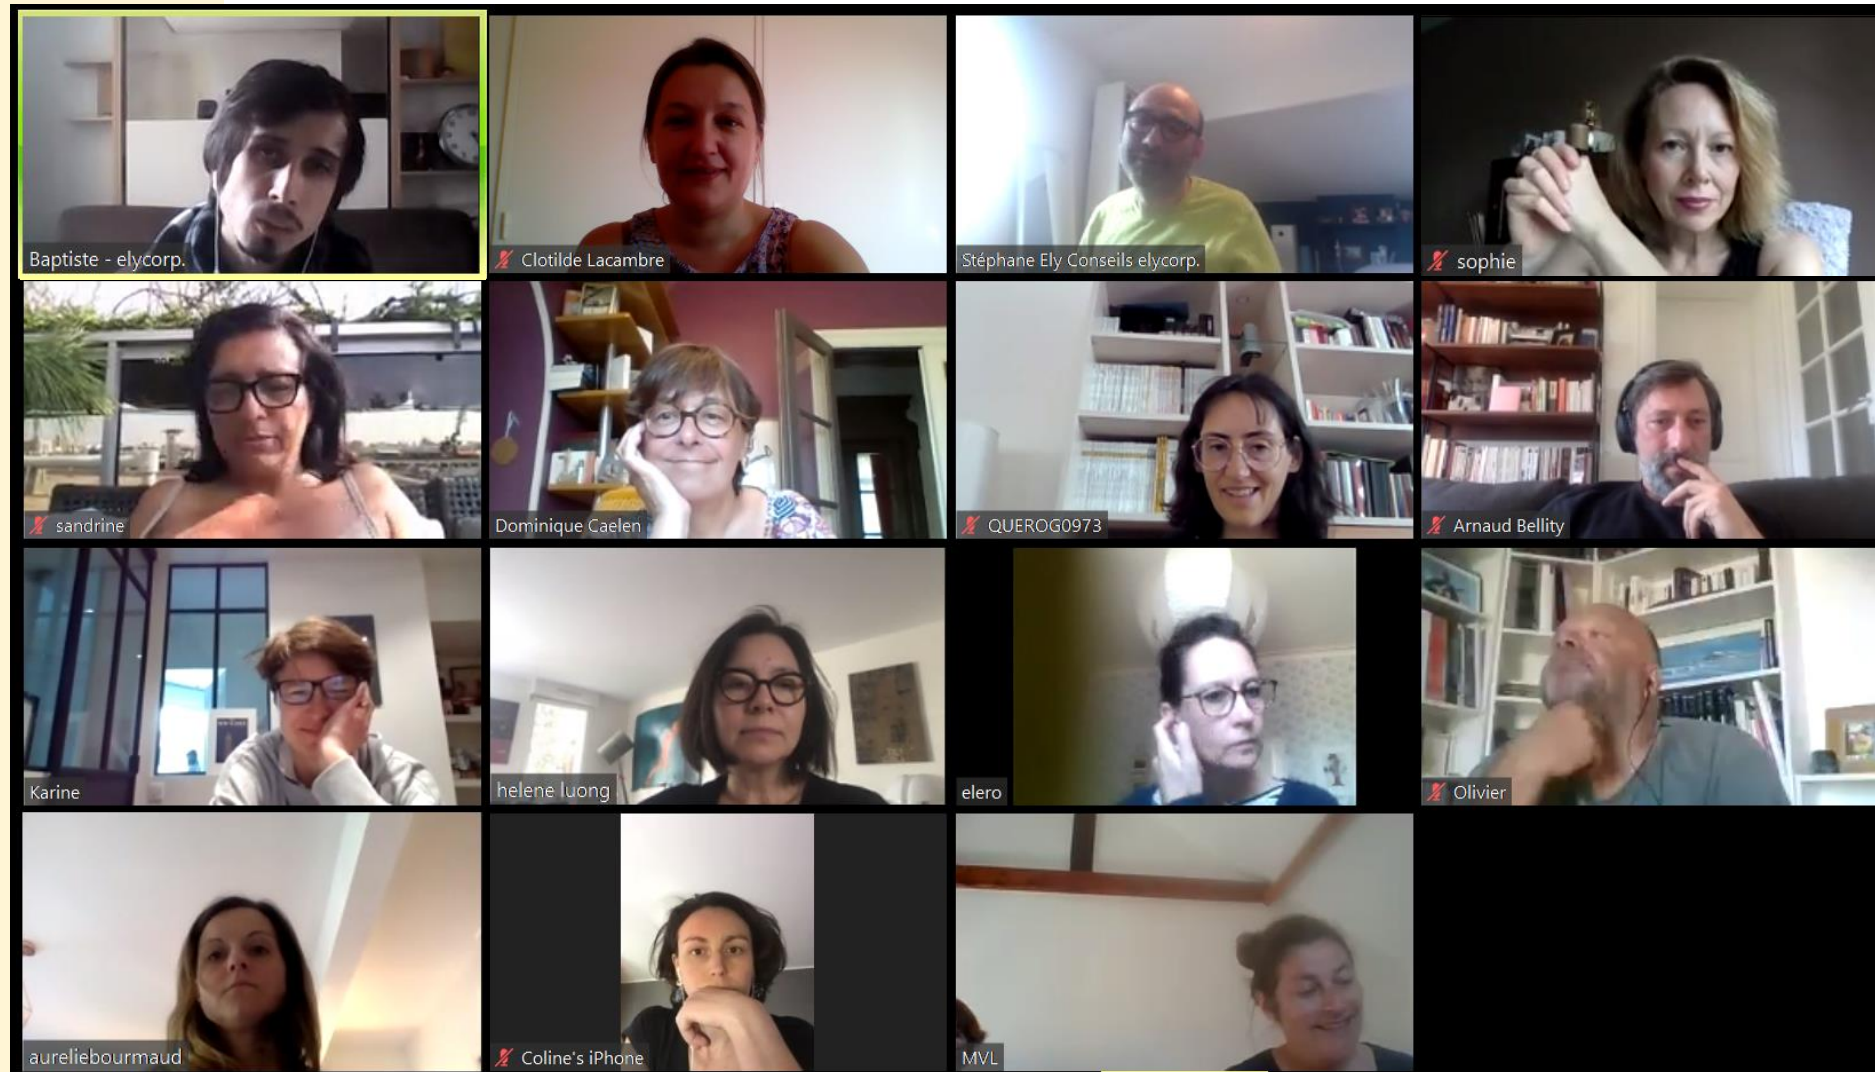 Baptiste - elycorp.
Clotilde Lacambre
Stéphane Ely Conseils elycorp.
sophie
sandrine
Dominique Caelen
QUEROG0973
Arnaud Bellity
Karine
helene luong
elero
Olivier
aureliebourmaud
Coline's iPhone
MVL